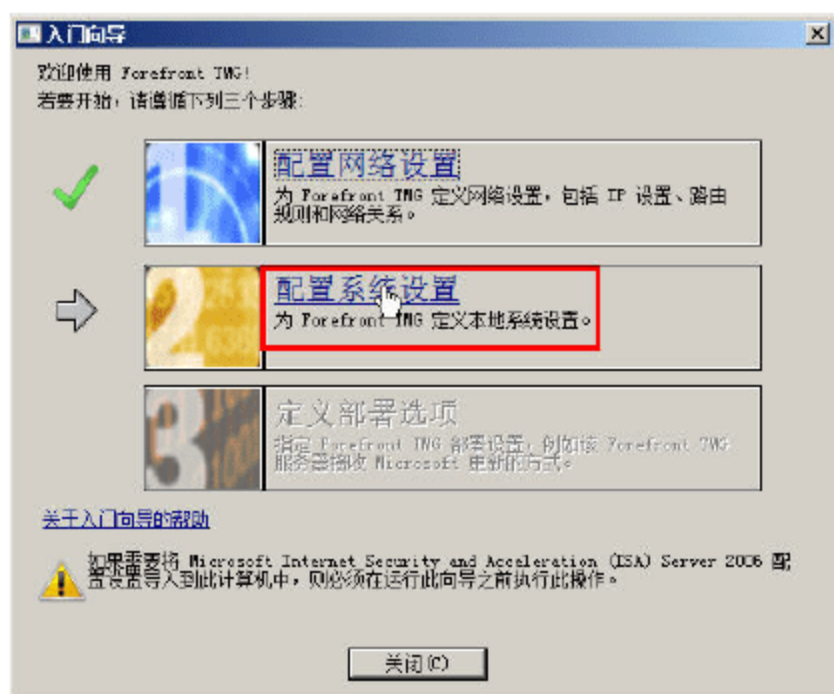 入门向导
欢迎使用 Forefront TMG!
若要开始，请遵循下列三个步骤:
配置网络设置
为 Forefront TMG 定义网络设置，包括 IP 设置、路由
规则和网络关系。
2
配置系统设置
为 Forefront TMG 定义本地系统设置。
3
定义部署选项
指定 Forefront TMG 部署设置，例如该 Forefront TMG
服务器接收 Microsoft 更新的方式。
关于入门向导的帮助
如果需要将 Microsoft Internet Security and Acceleration (ISA) Server 2006 配
置设置导入到此计算机中，则必须在运行此向导之前执行此操作。
关闭(C)